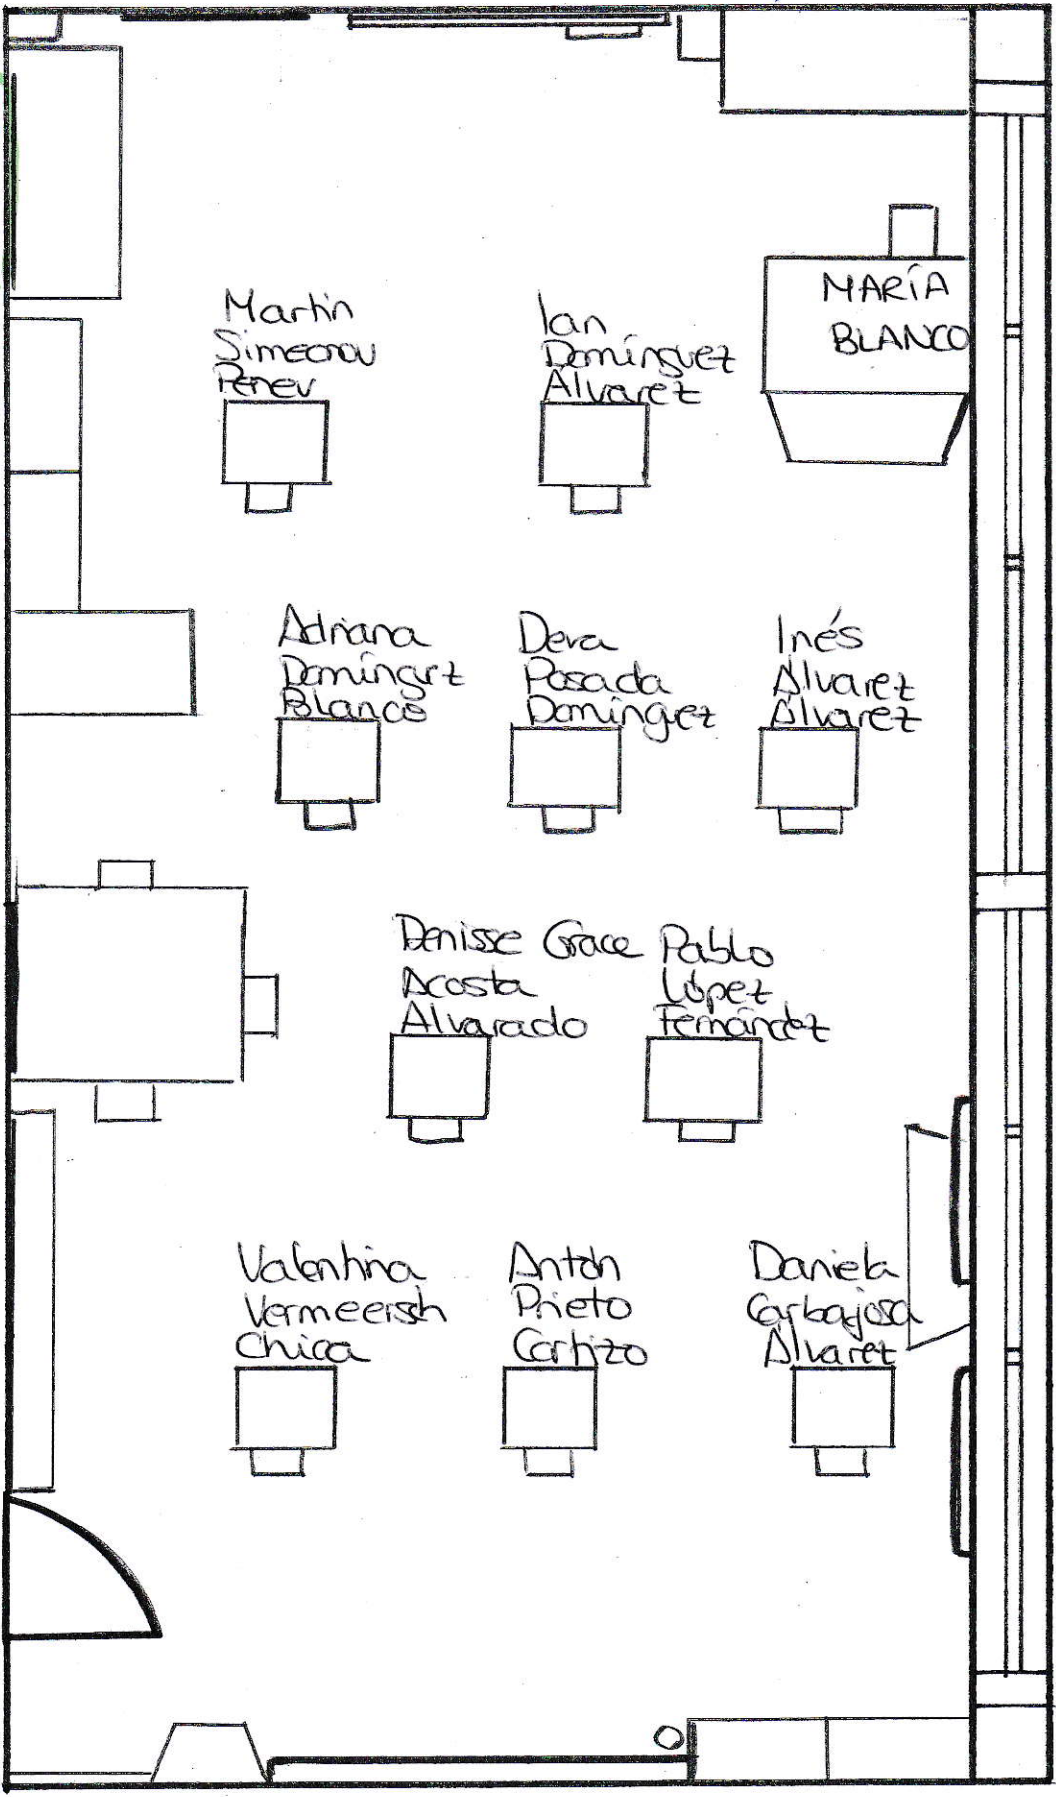 Martín
Simeonov
Penev
Ian
Domínguez
Álvarez
MARÍA
BLANCO
Adriana
Domínguez
Blanco
Deva
Posada
Domínguez
Inés
Álvarez
Álvarez
Denisse Grace
Acosta
Alvarado
Pablo
López
Fernández
Valentina
Vermeersch
Chica
Antón
Prieto
Cortizo
Daniela
Carbajosa
Álvarez